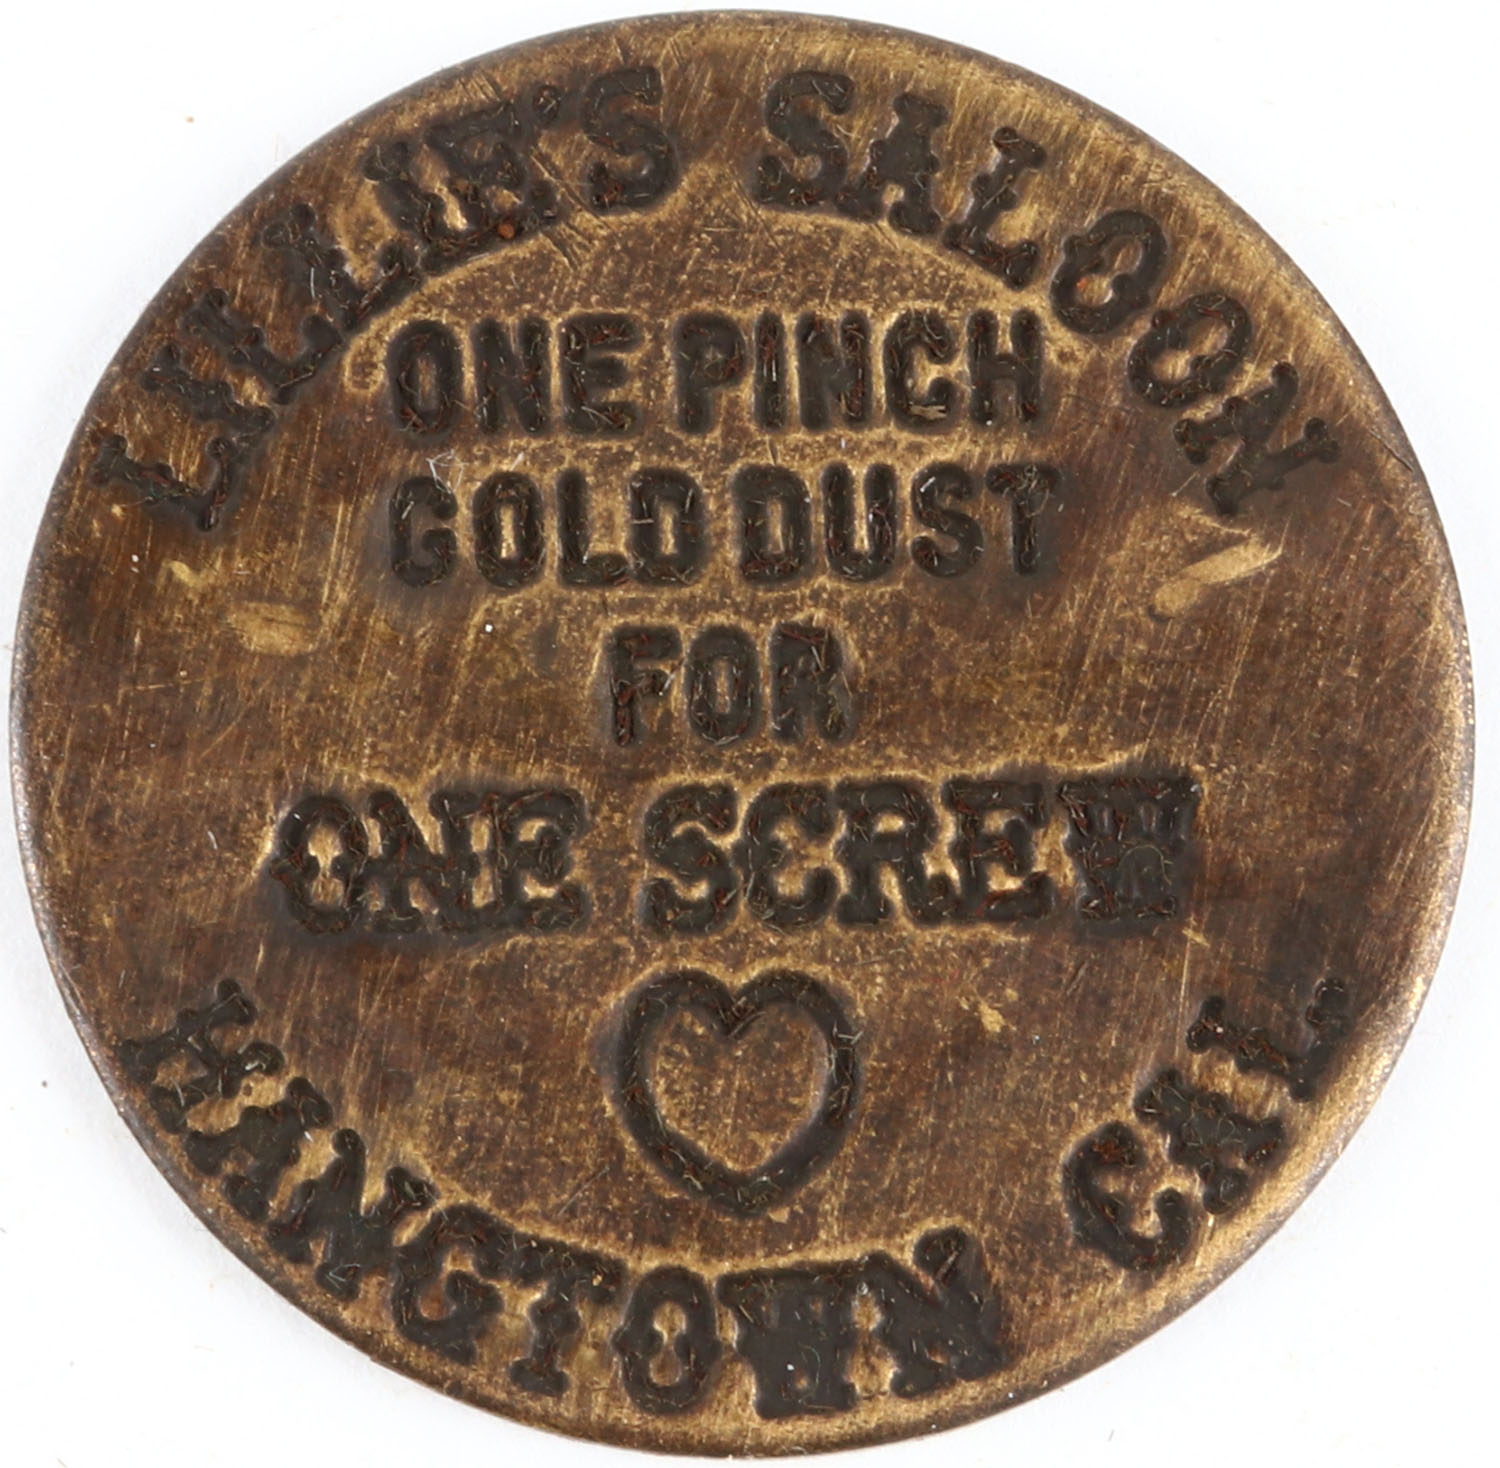 LILLIE'S SALOON
ONE PINCH
GOLD DUST
FOR
ONE SCREW
HANGTOWN CAL.